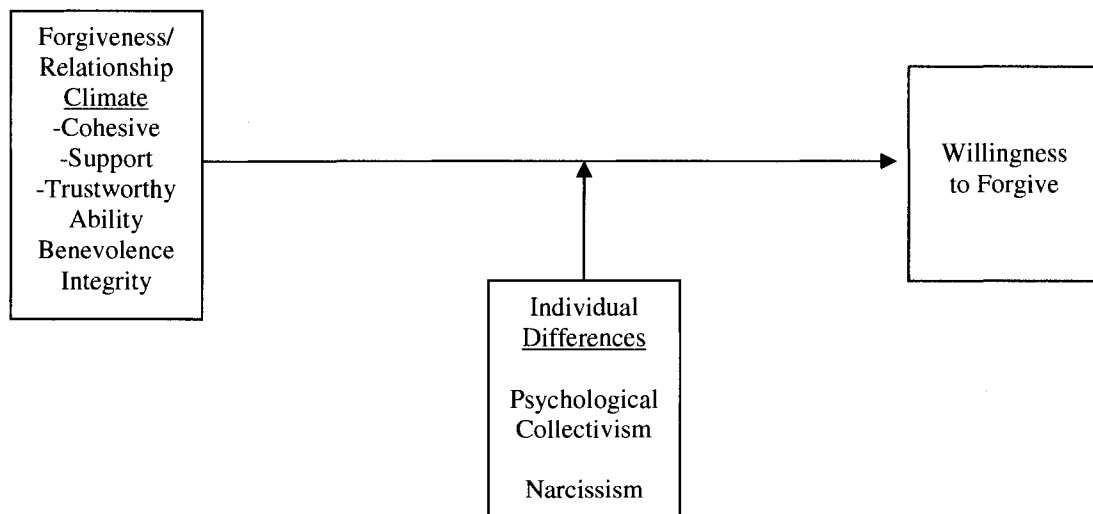 Forgiveness/
Relationship
Climate
-Cohesive
-Support
-Trustworthy
Ability
Benevolence
Integrity
Willingness
to Forgive
Individual
Differences
Psychological
Collectivism
Narcissism